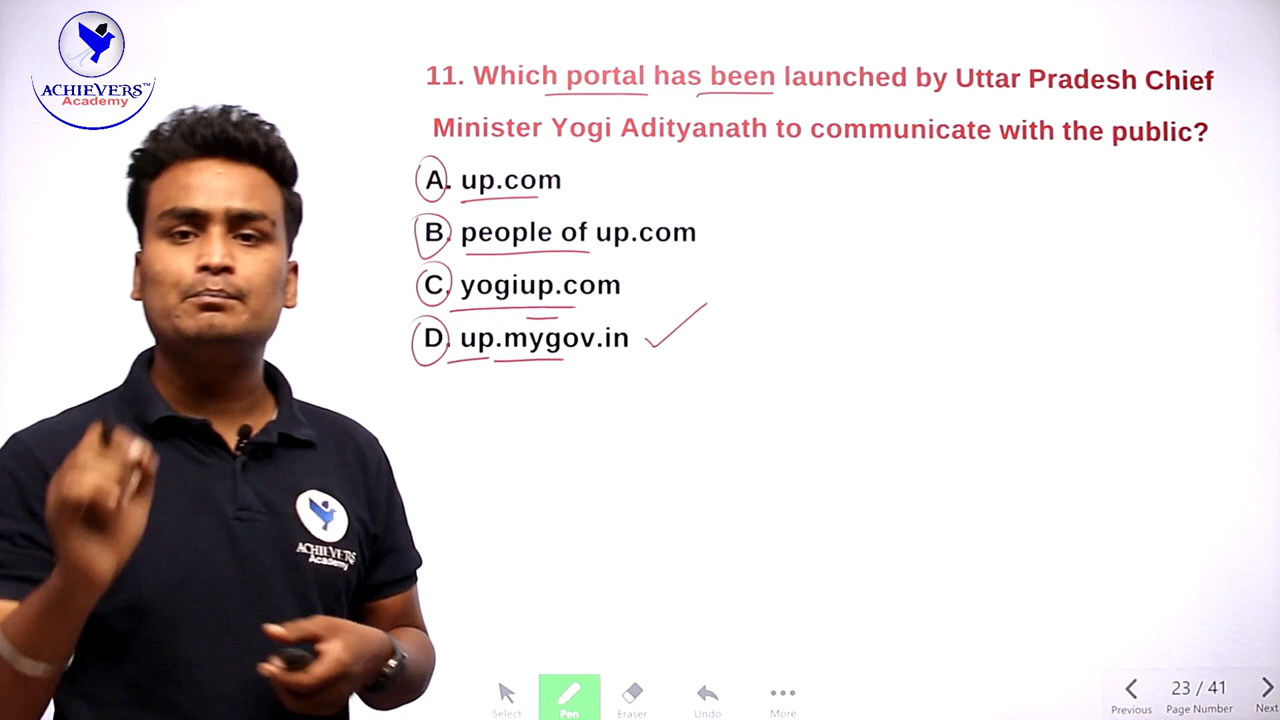 ACHIEVERS™
Academy
11. Which portal has been launched by Uttar Pradesh Chief
Minister Yogi Adityanath to communicate with the public?
A. up.com
B. people of up.com
C. yogiup.com
D. up.mygov.in
ACHIEVERS
Academy
Select
Pen
Eraser
Undo
More
Previous
23 / 41
Page Number
Next